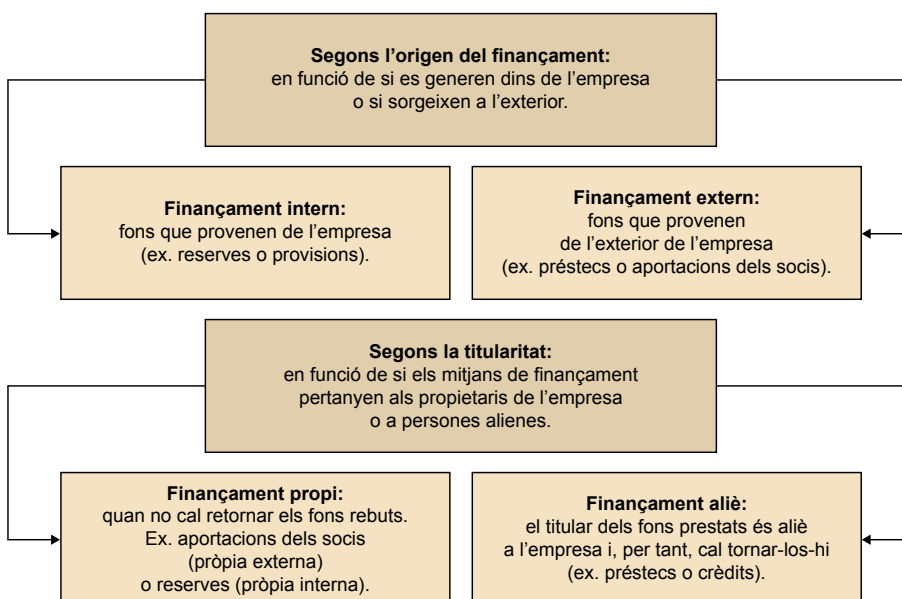 Segons l’origen del finançament:
en funció de si es generen dins de l’empresa
o si sorgeixen a l’exterior.
Finançament intern:
fons que provenen de l’empresa
(ex. reserves o provisions).
Finançament extern:
fons que provenen
de l’exterior de l’empresa
(ex. préstecs o aportacions dels socis).
Segons la titularitat:
en funció de si els mitjans de finançament
pertanyen als propietaris de l’empresa
o a persones alienes.
Finançament propi:
quan no cal retornar els fons rebuts.
Ex. aportacions dels socis
(pròpia externa)
o reserves (pròpia interna).
Finançament aliè:
el titular dels fons prestats és aliè
a l’empresa i, per tant, cal tornar-los-hi
(ex. préstecs o crèdits).